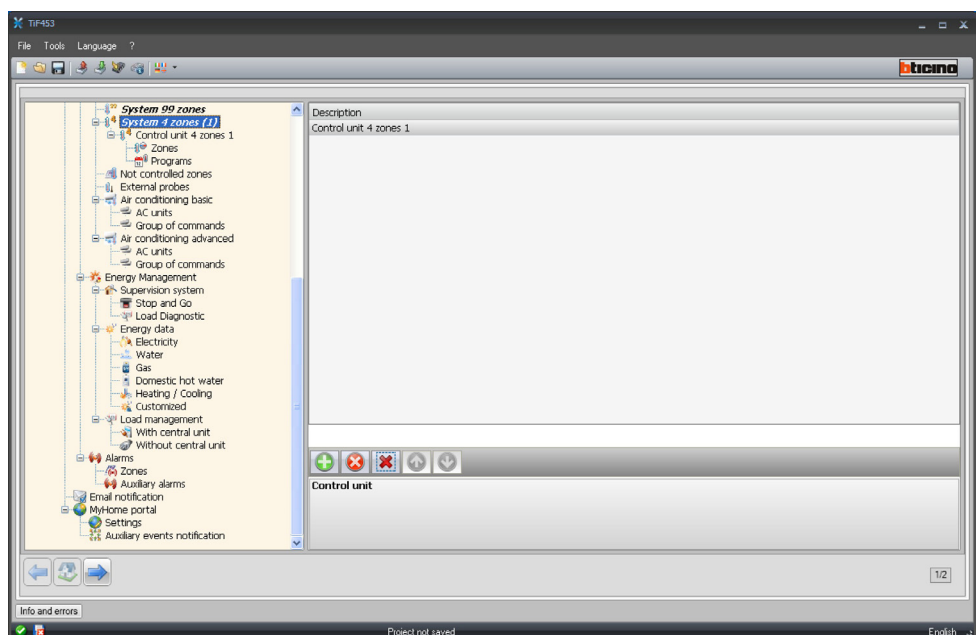 TiF453
File Tools Language ?
bticino
System 99 zones
System 4 zones (1)
Control unit 4 zones 1
Zones
Programs
Not controlled zones
External probes
Air conditioning basic
AC units
Group of commands
Air conditioning advanced
AC units
Group of commands
Energy Management
Supervision system
Stop and Go
Load Diagnostic
Energy data
Electricity
Water
Gas
Domestic hot water
Heating / Cooling
Customized
Load management
With central unit
Without central unit
Alarms
Zones
Auxiliary alarms
Email notification
MyHome portal
Settings
Auxiliary events notification
Description
Control unit 4 zones 1
Control unit
1/2
Info and errors
Project not saved
English